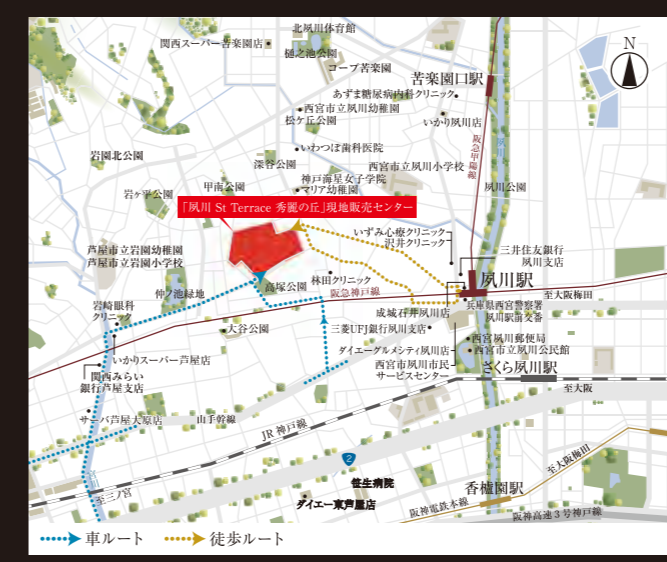 北夙川体育館
関西スーパー苦楽園店
樋之池公園
コープ苦楽園
N
苦楽園口駅
あずま糖尿病内科クリニック
西宮市立夙川幼稚園
松ケ丘公園
いかり夙川店
阪急甲陽線
夙川
いわつぼ歯科医院
岩園北公園
深谷公園
西宮市立夙川小学校
神戸海星女子学院
マリア幼稚園
甲南公園
岩ヶ平公園
夙川公園
「夙川 St Terrace 秀麗の丘」現地販売センター
いずみ心療クリニック
沢井クリニック
芦屋市立岩園幼稚園
芦屋市立岩園小学校
三井住友銀行
夙川支店
林田クリニック
夙川駅
高塚公園
仲ノ池緑地
阪急神戸線
至大阪梅田
岩崎眼科
クリニック
成城石井夙川店
兵庫県西宮警察署
夙川駅前交番
大谷公園
三菱UFJ銀行夙川支店
西宮夙川郵便局
西宮市立夙川公民館
ダイエーグルメシティ夙川店
いかりスーパー芦屋店
西宮市夙川市民
サービスセンター
さくら夙川駅
関西みらい
銀行芦屋支店
至大阪
サーバ芦屋大原店
山手幹線
JR 神戸線
2
至大阪梅田
笹生病院
至三ノ宮
香櫨園駅
ダイエー東芦屋店
阪神電鉄本線
阪神高速3号神戸線
車ルート
徒歩ルート